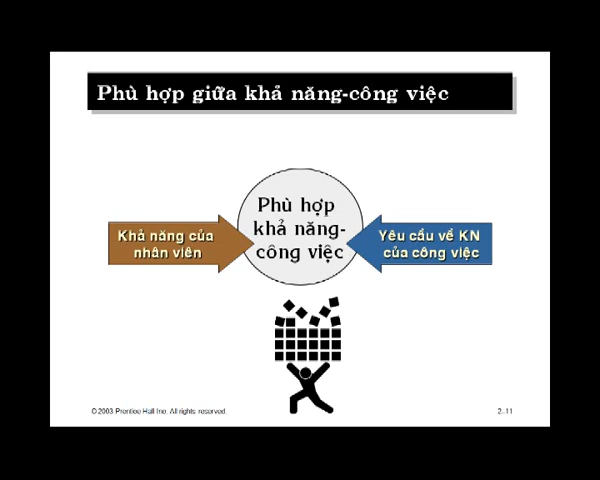 Phù hợp giữa khả năng-công việc
Phù hợp
khả năng-
công việc
Khả năng của
nhân viên
Yêu cầu về KN
của công việc
© 2003 Prentice Hall Inc. All rights reserved.
2–11